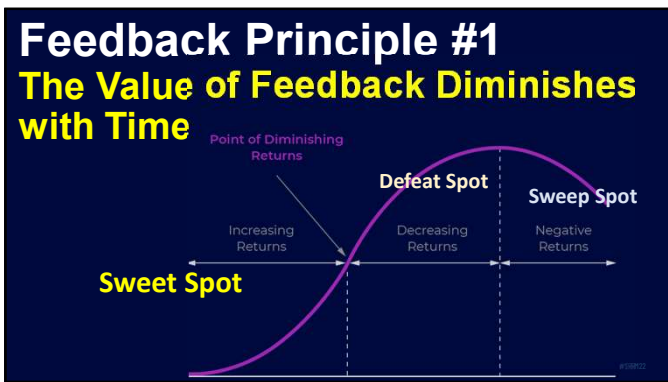 Feedback Principle #1
The Value of Feedback Diminishes
with Time
Point of Diminishing
Returns
Defeat Spot
Sweep Spot
Increasing
Returns
Decreasing
Returns
Negative
Returns
Sweet Spot